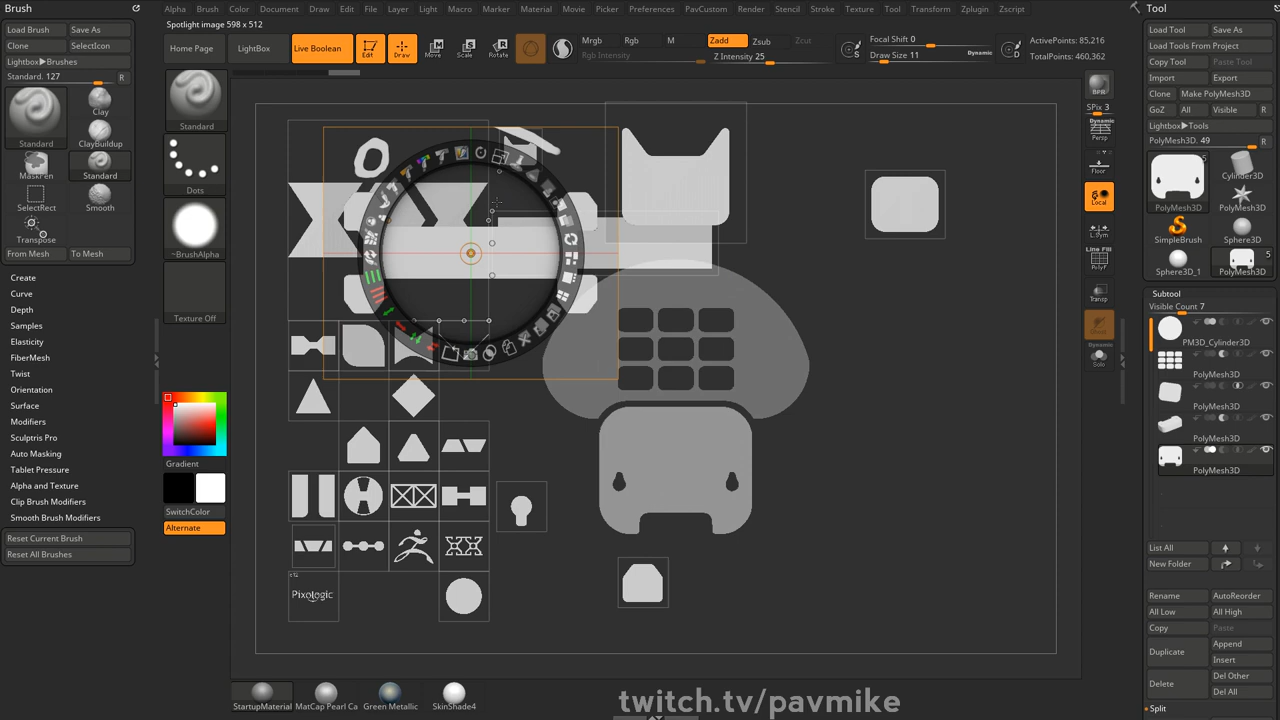 Brush
Alpha Brush Color Document Draw Edit File Layer Light Macro Marker Material Movie Picker Preferences PavCustom Render Stencil Stroke Texture Tool Transform Zplugin Zscript
Tool
Spotlight image 598 x 512
Load Brush Save As
Clone SelectIcon
Lightbox▶Brushes
Standard. 127 R
Standard
Clay
ClayBuildup
MaskPen
Standard
SelectRect
Smooth
Transpose
From Mesh To Mesh
Create
Curve
Depth
Samples
Elasticity
FiberMesh
Twist
Orientation
Surface
Modifiers
Sculptris Pro
Auto Masking
Tablet Pressure
Alpha and Texture
Clip Brush Modifiers
Smooth Brush Modifiers
Reset Current Brush
Reset All Brushes
Home Page LightBox Live Boolean Edit Draw Move Scale Rotate
Mrgb Rgb M Zadd Zsub Zcut
Rgb Intensity Z Intensity 25
S Focal Shift 0
Draw Size 11 Dynamic
D
ActivePoints: 85,216
TotalPoints: 460,362
Standard
Dots
~BrushAlpha
Texture Off
Gradient
SwitchColor
Alternate
Pixologic
StartupMaterial MatCap Pearl Ca Green Metallic SkinShade4
twitch.tv/pavmike
BPR
SPix 3
Dynamic
Persp
Floor
Local
L.Sym
Line Fill
PolyF
Transp
Ghost
Dynamic
Solo
Load Tool Save As
Load Tools From Project
Copy Tool Paste Tool
Import Export
Clone Make PolyMesh3D
GoZ All Visible R
Lightbox▶Tools
PolyMesh3D. 49 R
5
PolyMesh3D
Cylinder3D
PolyMesh3D
SimpleBrush
Sphere3D
Sphere3D_1
5
PolyMesh3D
Subtool
Visible Count 7
PM3D_Cylinder3D
PolyMesh3D
PolyMesh3D
PolyMesh3D
PolyMesh3D
List All
New Folder
Rename AutoReorder
All Low All High
Copy Paste
Duplicate Append
Insert
Delete Del Other
Del All
Split